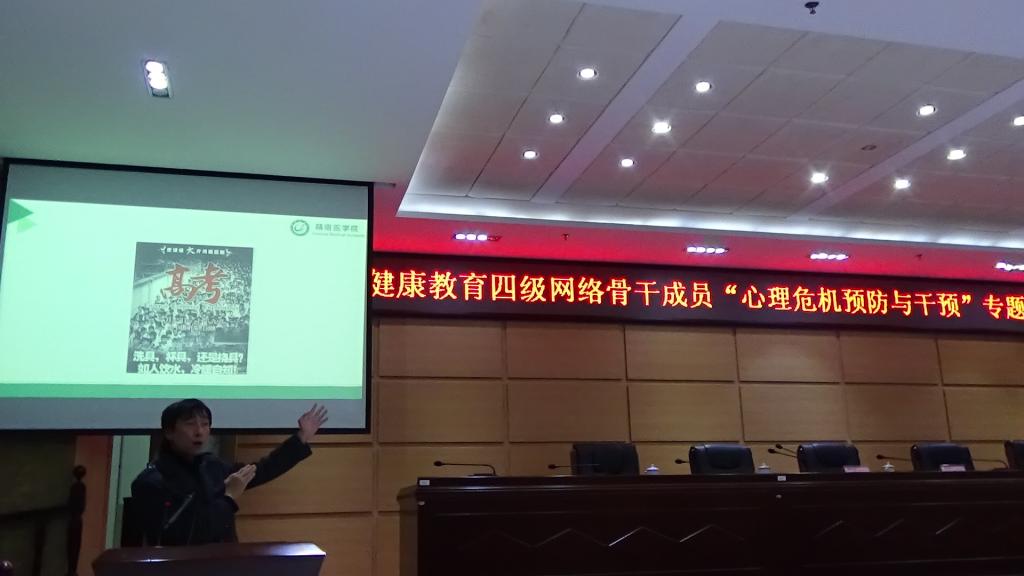 赣南医学院
高考
洗具，杯具，还是拷具？
如人饮水，冷暖自知！
健康教育四级网络骨干成员“心理危机预防与干预”专题